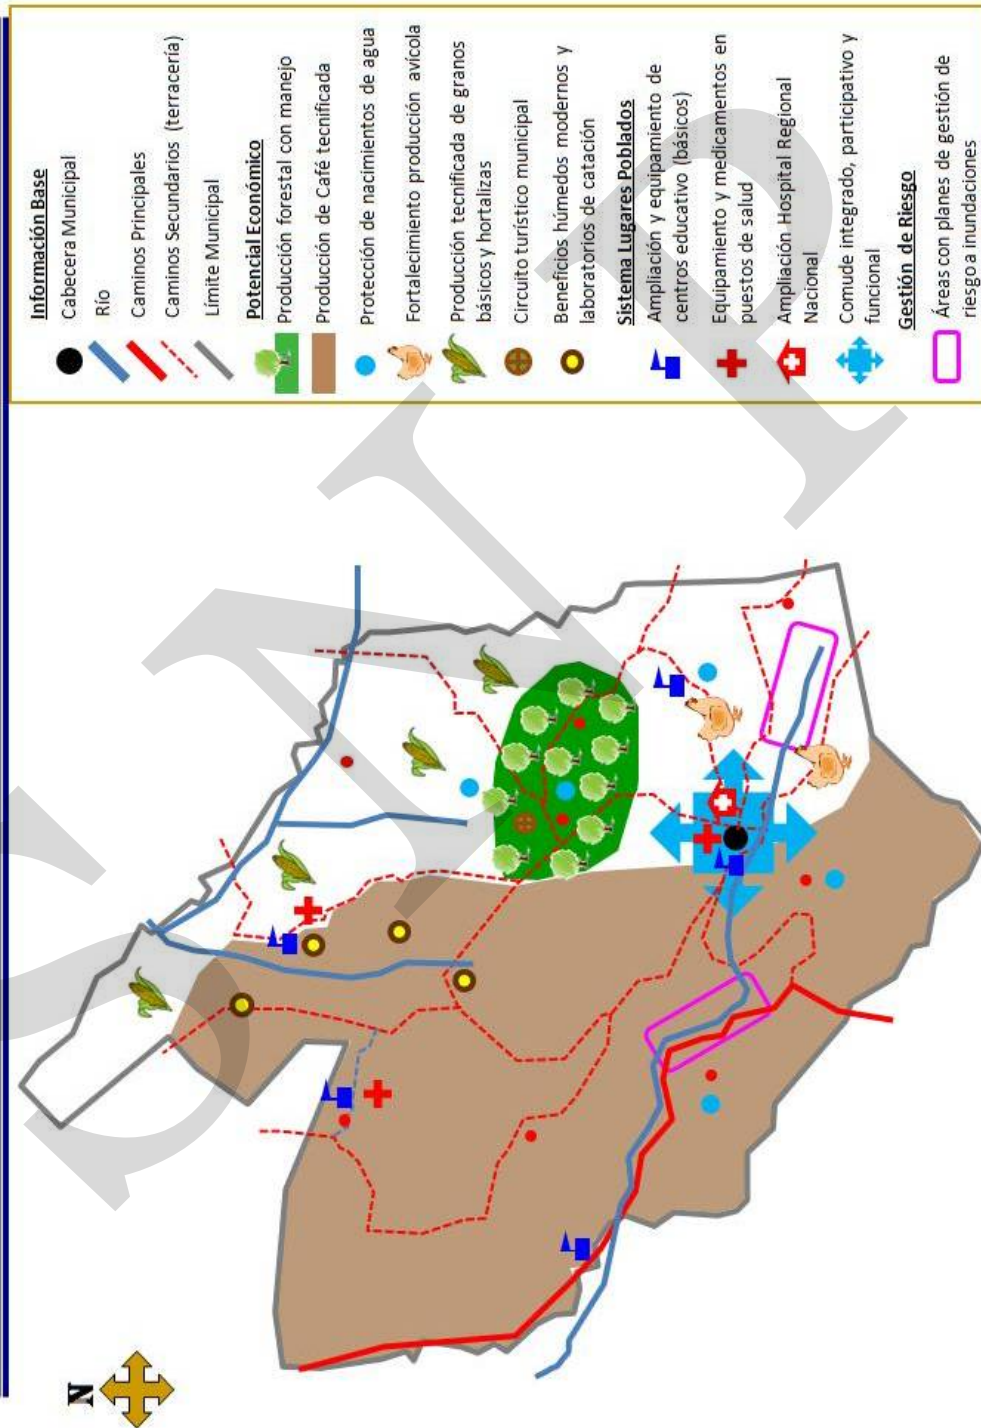 N
Información Base
Cabecera Municipal
Río
Caminos Principales
Caminos Secundarios (terracería)
Límite Municipal
Potencial Económico
Producción forestal con manejo
Producción de Café tecnificada
Protección de nacimientos de agua
Fortalecimiento producción avícola
Producción tecnificada de granos
básicos y hortalizas
Circuito turístico municipal
Beneficios húmedos modernos y
laboratorios de catación
Sistema Lugares Poblados
Ampliación y equipamiento de
centros educativo (básicos)
Equipamiento y medicamentos en
puestos de salud
Ampliación Hospital Regional
Nacional
Comude integrado, participativo y
funcional
Gestión de Riesgo
Áreas con planes de gestión de
riesgo a inundaciones
SNIP